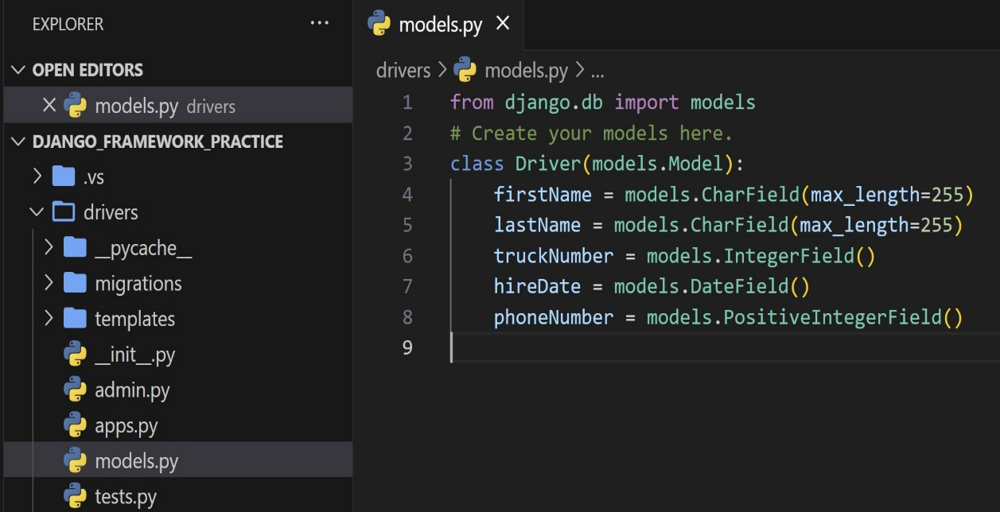 EXPLORER ...
OPEN EDITORS
models.py drivers
DJANGO_FRAMEWORK_PRACTICE
.vs
drivers
__pycache__
migrations
templates
__init__.py
admin.py
apps.py
models.py
tests.py
models.py
drivers > models.py > ...
1 from django.db import models
2 # Create your models here.
3 class Driver(models.Model):
4     firstName = models.CharField(max_length=255)
5     lastName = models.CharField(max_length=255)
6     truckNumber = models.IntegerField()
7     hireDate = models.DateField()
8     phoneNumber = models.PositiveIntegerField()
9